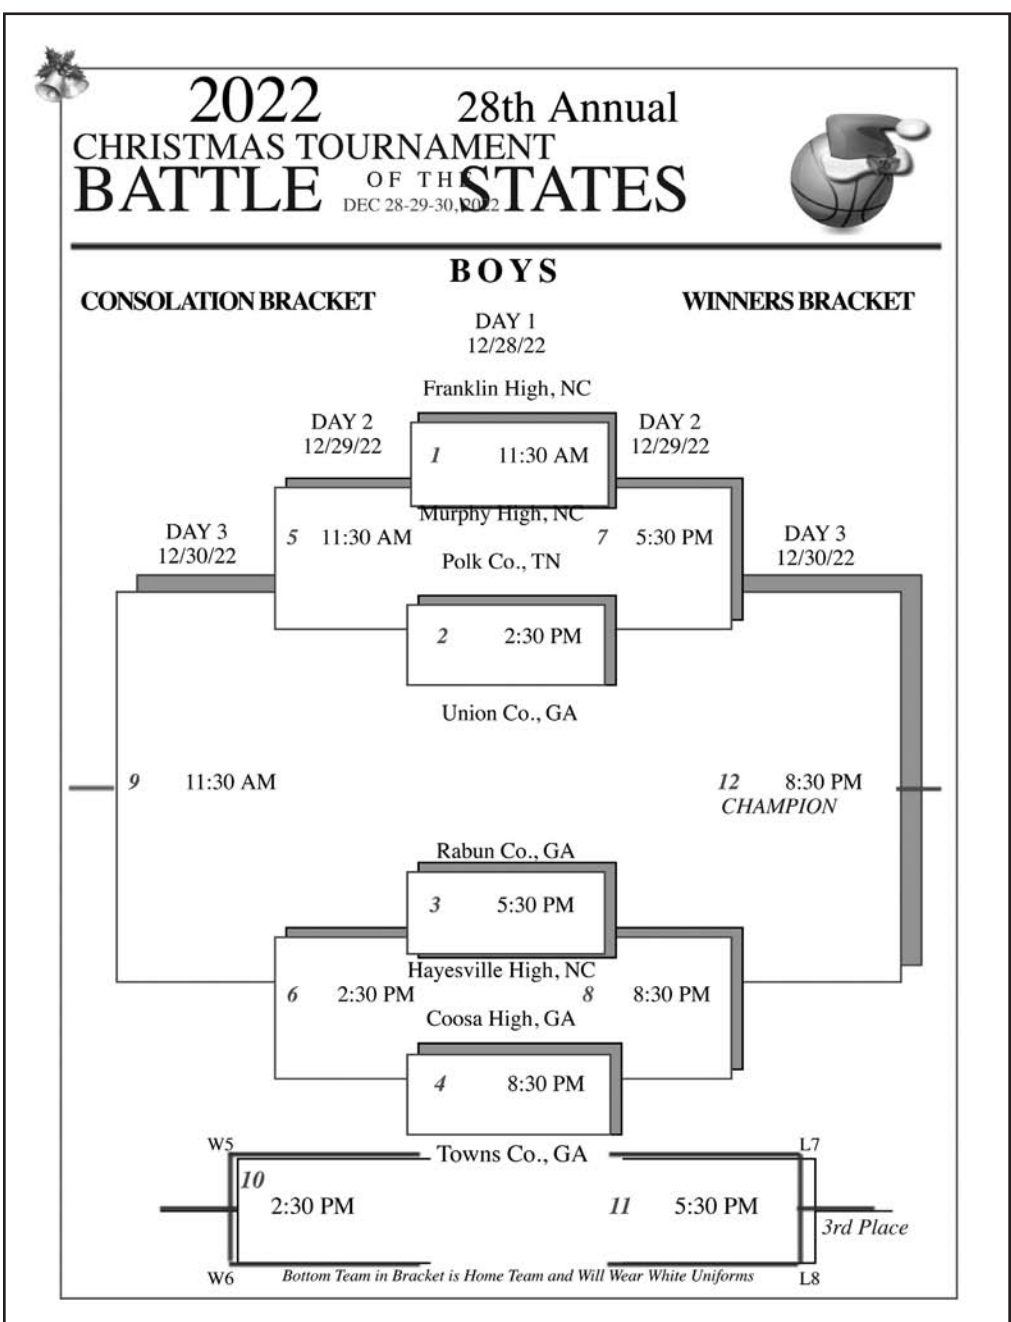 2022 28th Annual
CHRISTMAS TOURNAMENT
BATTLE OF THE STATES
DEC 28-29-30, 2022
BOYS
CONSOLATION BRACKET WINNERS BRACKET
DAY 1
12/28/22
Franklin High, NC
DAY 2 DAY 2
12/29/22 12/29/22
1 11:30 AM
Murphy High, NC
DAY 3 DAY 3
12/30/22 12/30/22
5 11:30 AM 7 5:30 PM
Polk Co., TN
2 2:30 PM
Union Co., GA
9 11:30 AM 12 8:30 PM
CHAMPION
Rabun Co., GA
3 5:30 PM
Hayesville High, NC
6 2:30 PM 8 8:30 PM
Coosa High, GA
4 8:30 PM
W5 Towns Co., GA L7
10
2:30 PM 11 5:30 PM
3rd Place
W6 Bottom Team in Bracket is Home Team and Will Wear White Uniforms L8